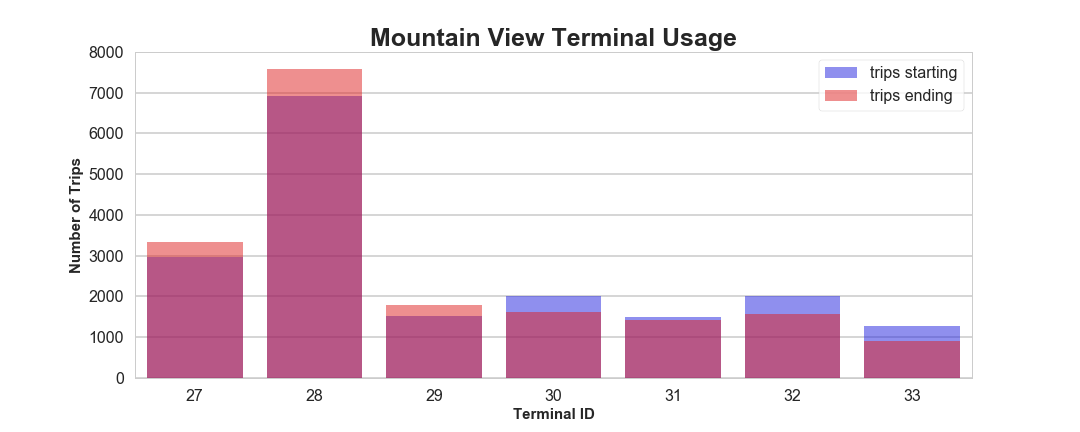 Mountain View Terminal Usage
8000
7000
6000
5000
4000
3000
2000
1000
0
Number of Trips
trips starting
trips ending
27 28 29 30 31 32 33
Terminal ID